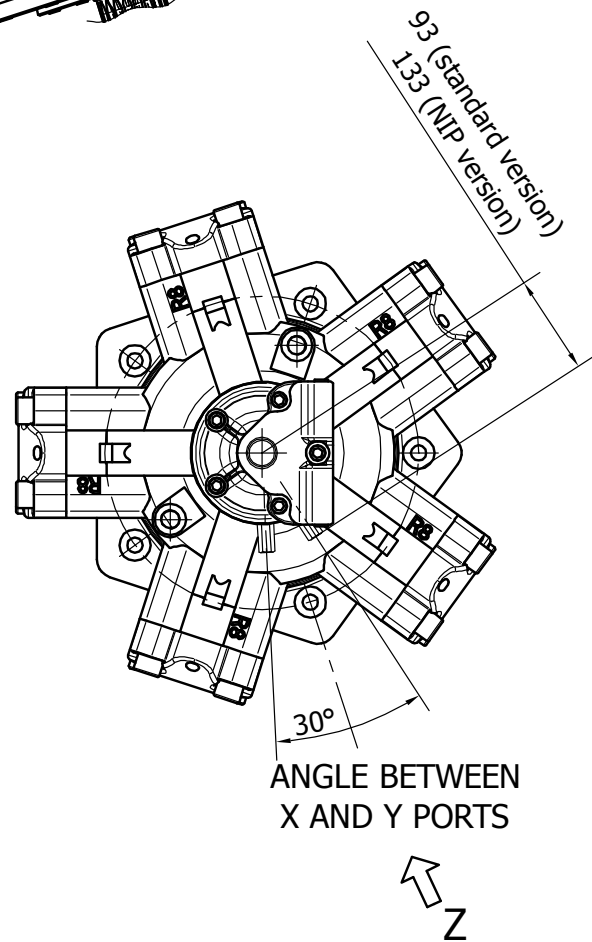 93 (standard version)
133 (NIP version)
R8
R8
R8
R8
R8
30°
ANGLE BETWEEN
X AND Y PORTS
Z